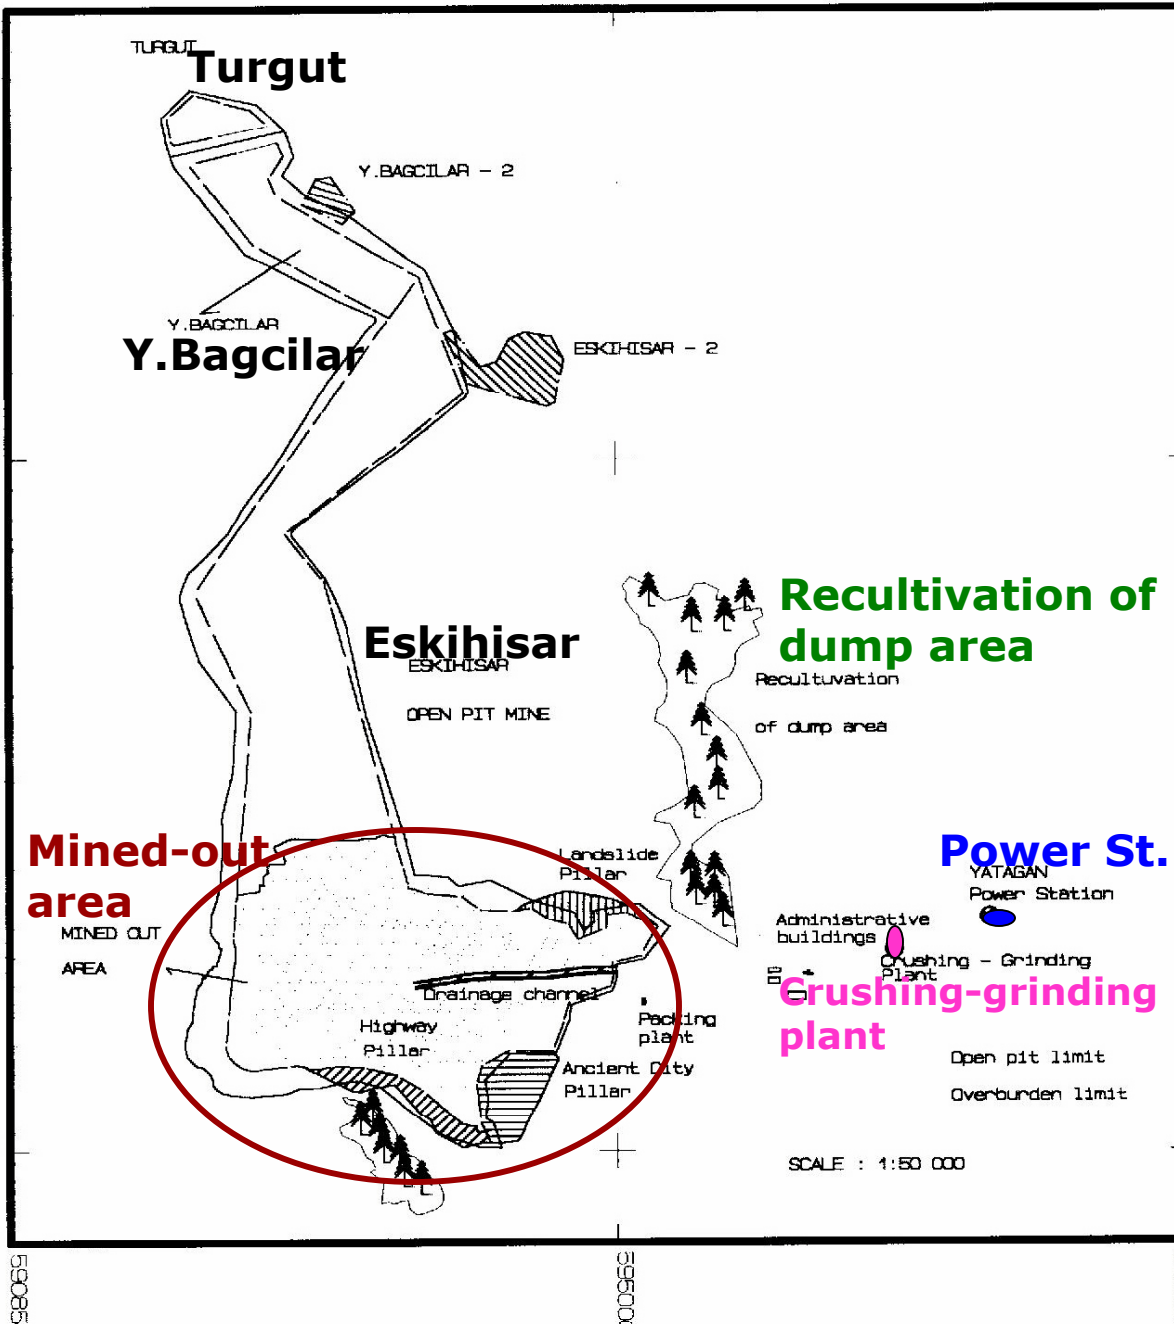 TURGUT
Turgut
Y.BAGCILAR - 2
Y.BAGCILAR
Y.Bagcilar
ESKIHISAR - 2
Recultivation of
dump area
Eskihisar
ESKIHISAR
OPEN PIT MINE
Recultuvation
of dump area
Mined-out
area
MINED OUT
AREA
Landslide
Pillar
Power St.
YATAGAN
Power Station
Administrative
buildings
Crushing - Grinding
Plant
Crushing-grinding
plant
Drainage channel
Highway
Pillar
Packing
plant
Ancient City
Pillar
Open pit limit
Overburden limit
SCALE : 1:50 000
59085
59500